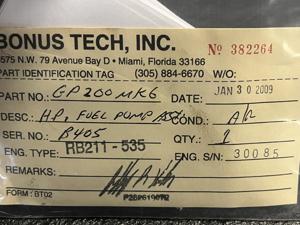 BONUS TECH, INC. Nº 382264
7575 N.W. 79 Avenue Bay D • Miami, Florida 33166
PART IDENTIFICATION TAG (305) 884-6670 W/O:
PART NO.: GP200MK6 DATE: JAN 30 2009
DESC.: H.P. FUEL PUMP ASSY COND.: AR
SER. NO.: B405 QTY.: 1
ENG. TYPE: RB211-535 ENG. S/N: 30085
REMARKS:
FORM: BT02